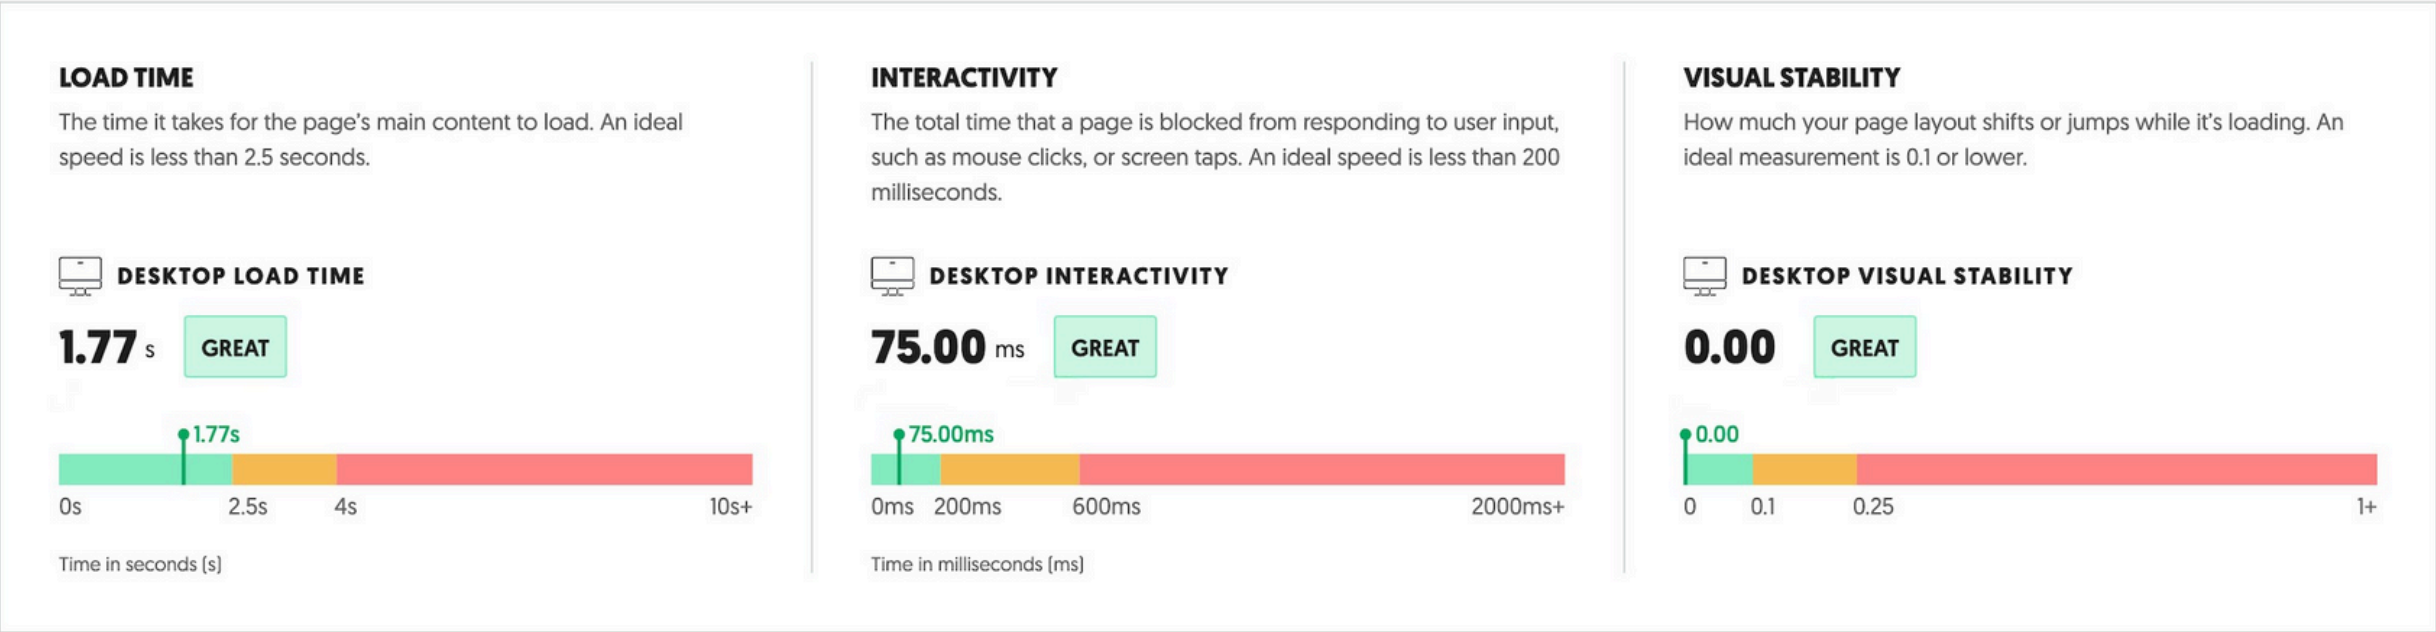 LOAD TIME
The time it takes for the page's main content to load. An ideal
speed is less than 2.5 seconds.
DESKTOP LOAD TIME
1.77 s GREAT
1.77s
0s 2.5s 4s 10s+
Time in seconds (s)
INTERACTIVITY
The total time that a page is blocked from responding to user input,
such as mouse clicks, or screen taps. An ideal speed is less than 200
milliseconds.
DESKTOP INTERACTIVITY
75.00 ms GREAT
75.00ms
0ms 200ms 600ms 2000ms+
Time in milliseconds (ms)
VISUAL STABILITY
How much your page layout shifts or jumps while it's loading. An
ideal measurement is 0.1 or lower.
DESKTOP VISUAL STABILITY
0.00 GREAT
0.00
0 0.1 0.25 1+